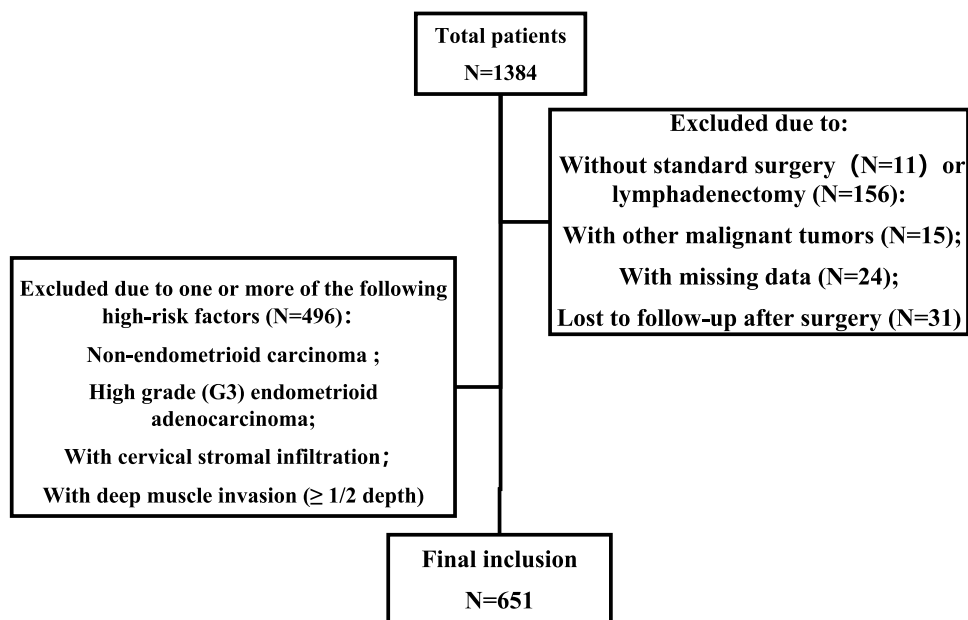 Total patients
N=1384
Excluded due to:
Without standard surgery（N=11）or
lymphadenectomy (N=156):
With other malignant tumors (N=15);
With missing data (N=24);
Lost to follow-up after surgery (N=31)
Excluded due to one or more of the following
high-risk factors (N=496)：
Non-endometrioid carcinoma ;
High grade (G3) endometrioid
adenocarcinoma;
With cervical stromal infiltration；
With deep muscle invasion (≥ 1/2 depth)
Final inclusion
N=651